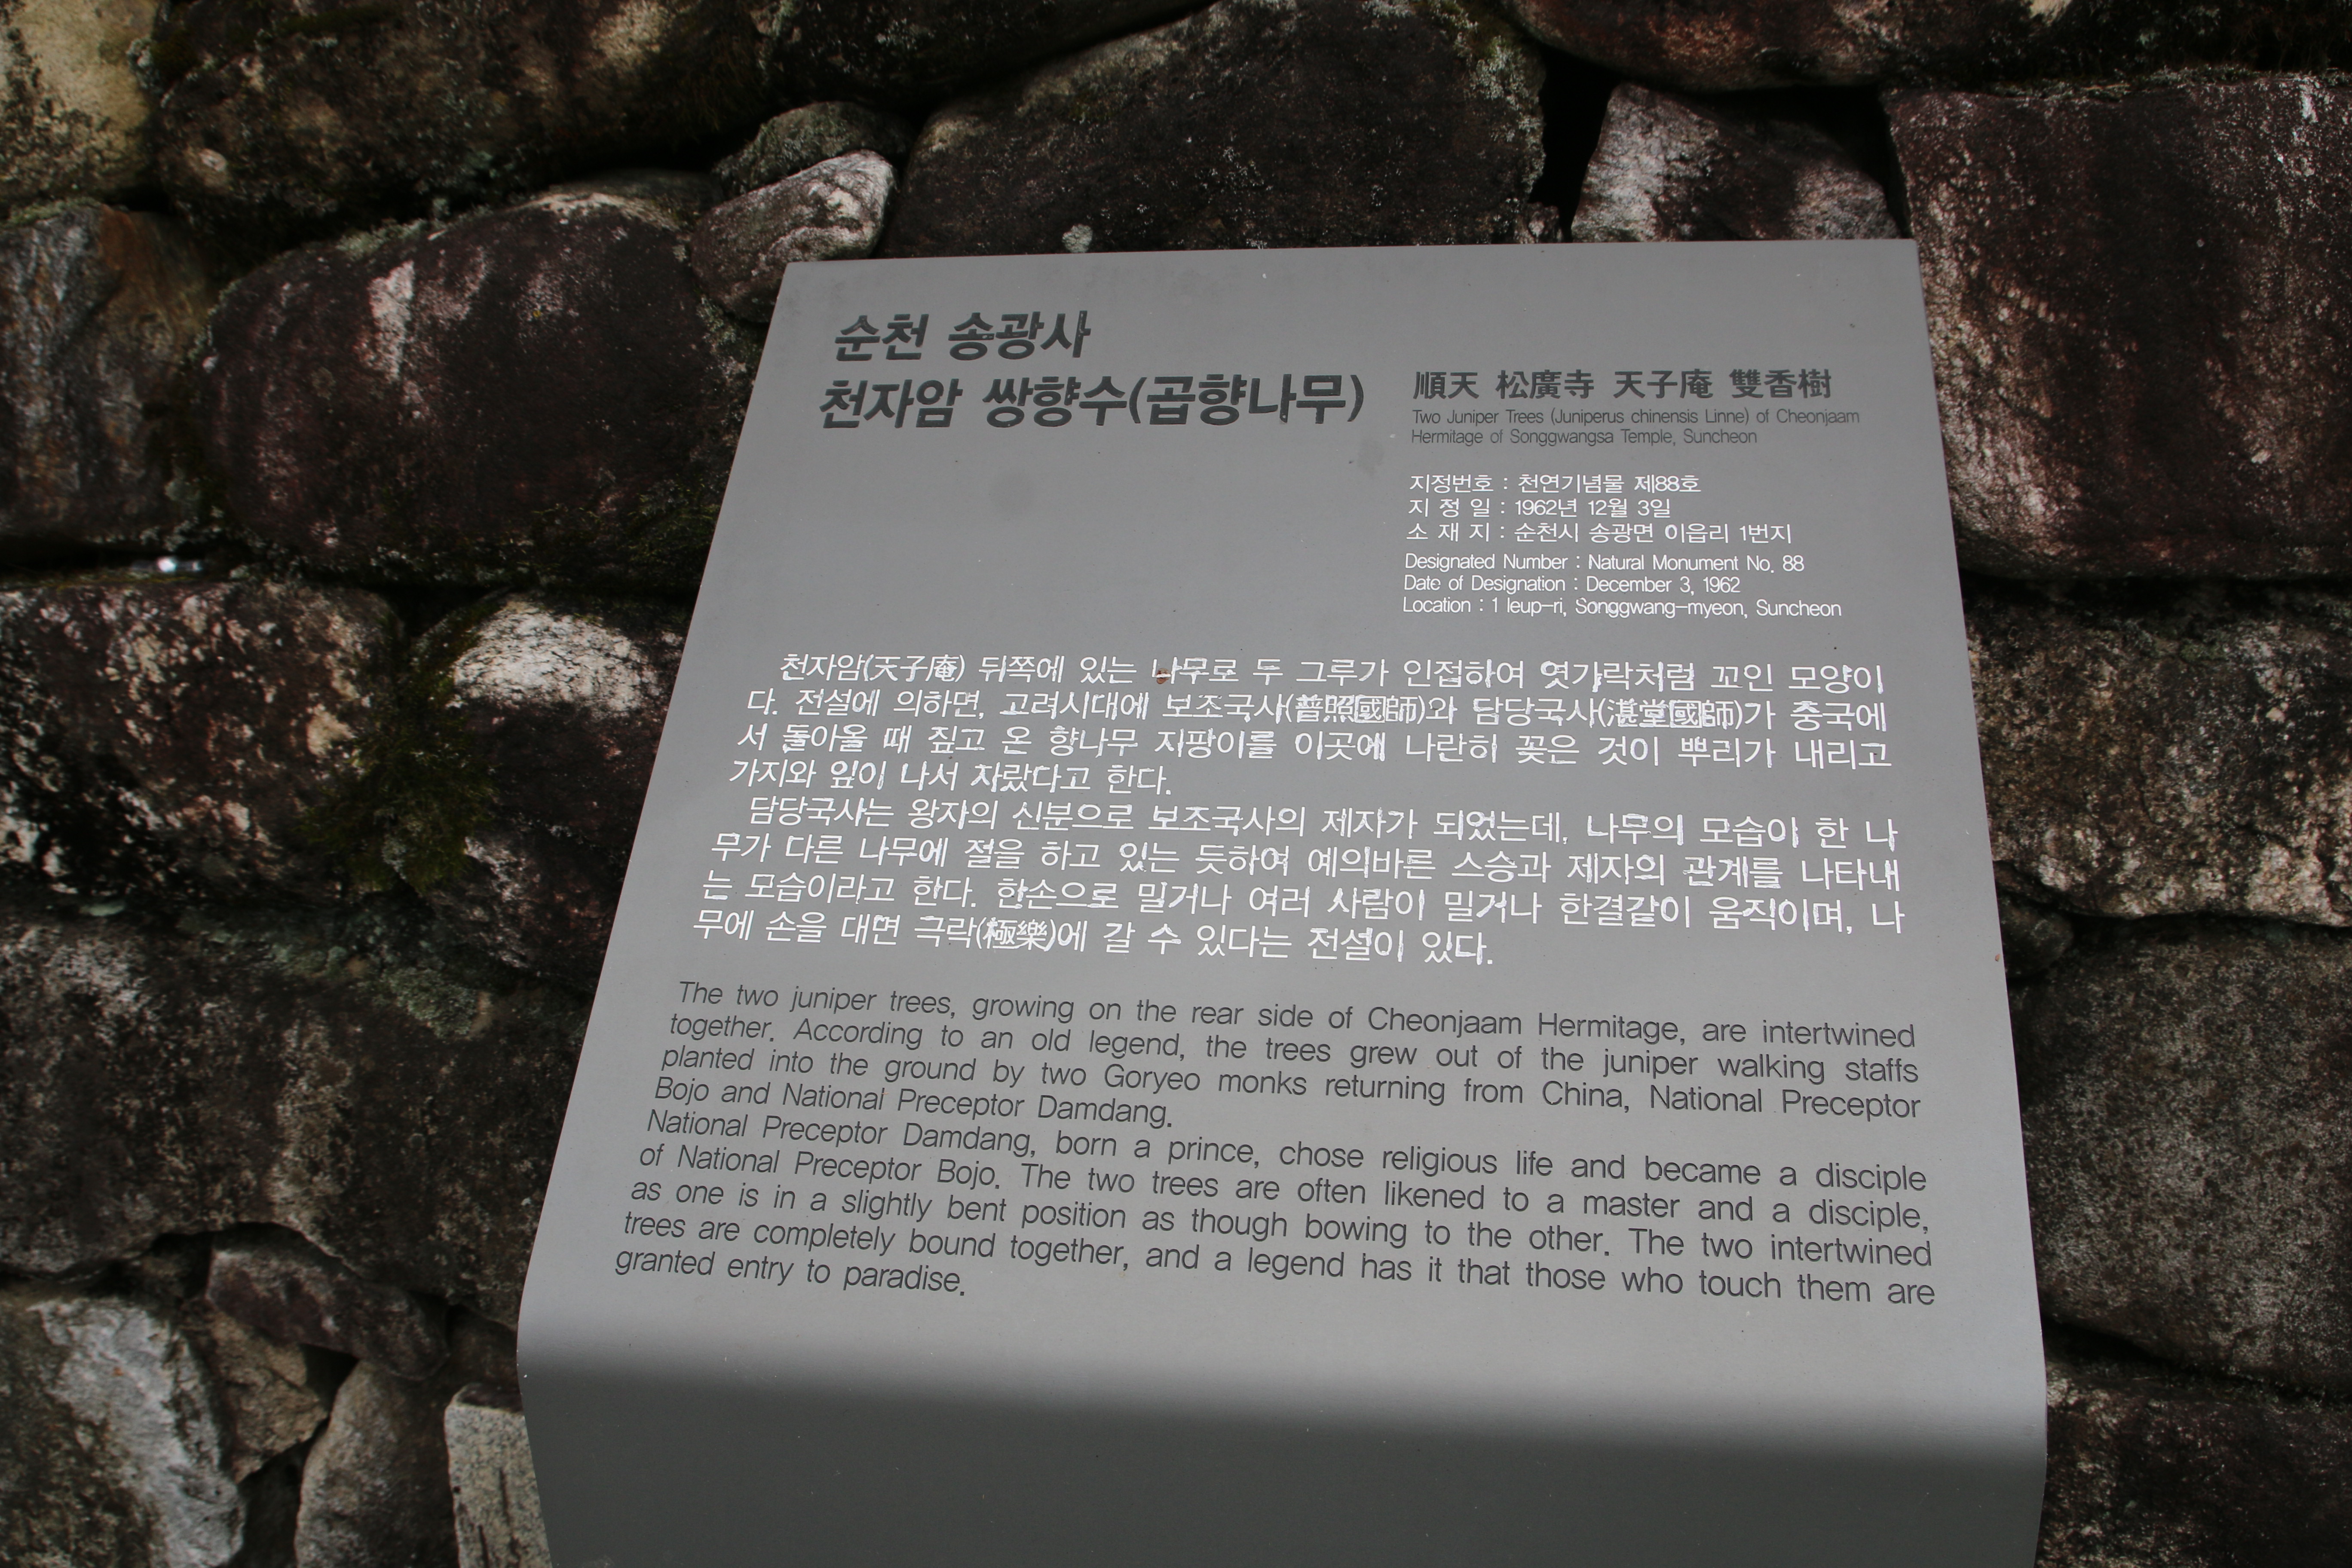 순천 송광사
천자암 쌍향수(곱향나무)
順天 松廣寺 天子庵 雙香樹
Two Juniper Trees (Juniperus chinensis Linne) of Cheonjaam
Hermitage of Songgwangsa Temple, Suncheon
지정번호 : 천연기념물 제88호
지 정 일 : 1962년 12월 3일
소 재 지 : 순천시 송광면 이읍리 1번지
Designated Number : Natural Monument No. 88
Date of Designation : December 3, 1962
Location : 1 Ieup-ri, Songgwang-myeon, Suncheon
천자암(天子庵) 뒤쪽에 있는 나무로 두 그루가 인접하여 엿가락처럼 꼬인 모양이
다. 전설에 의하면, 고려시대에 보조국사(普照國師)와 담당국사(湛堂國師)가 중국에
서 돌아올 때 짚고 온 향나무 지팡이를 이곳에 나란히 꽂은 것이 뿌리가 내리고
가지와 잎이 나서 자랐다고 한다.
담당국사는 왕자의 신분으로 보조국사의 제자가 되었는데, 나무의 모습이 한 나
무가 다른 나무에 절을 하고 있는 듯하여 예의바른 스승과 제자의 관계를 나타내
는 모습이라고 한다. 한손으로 밀거나 여러 사람이 밀거나 한결같이 움직이며, 나
무에 손을 대면 극락(極樂)에 갈 수 있다는 전설이 있다.
The two juniper trees, growing on the rear side of Cheonjaam Hermitage, are intertwined
together. According to an old legend, the trees grew out of the juniper walking staffs
planted into the ground by two Goryeo monks returning from China, National Preceptor
Bojo and National Preceptor Damdang.
National Preceptor Damdang, born a prince, chose religious life and became a disciple
of National Preceptor Bojo. The two trees are often likened to a master and a disciple,
as one is in a slightly bent position as though bowing to the other. The two intertwined
trees are completely bound together, and a legend has it that those who touch them are
granted entry to paradise.